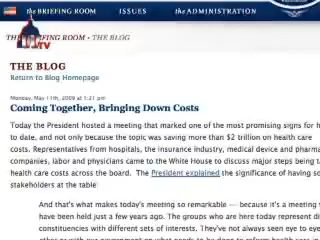 the BRIEFING ROOM ISSUES the ADMINISTRATION
THE BRIEFING ROOM • THE BLOG
TV
THE BLOG
Return to Blog Homepage
Monday, May 11th, 2009 at 1:21 pm
Coming Together, Bringing Down Costs
Today the President hosted a meeting that marked one of the most promising signs for h
to date, and not only because the topic was saving more than $2 trillion on health care
costs. Representatives from hospitals, the insurance industry, medical device and pharma
companies, labor and physicians came to the White House to discuss major steps being ta
health care costs across the board. The President explained the significance of having so
stakeholders at the table
And that's what makes today's meeting so remarkable — because it's a meeting t
have been held just a few years ago. The groups who are here today represent di
constituencies with different sets of interests. They've not always seen eye to eye